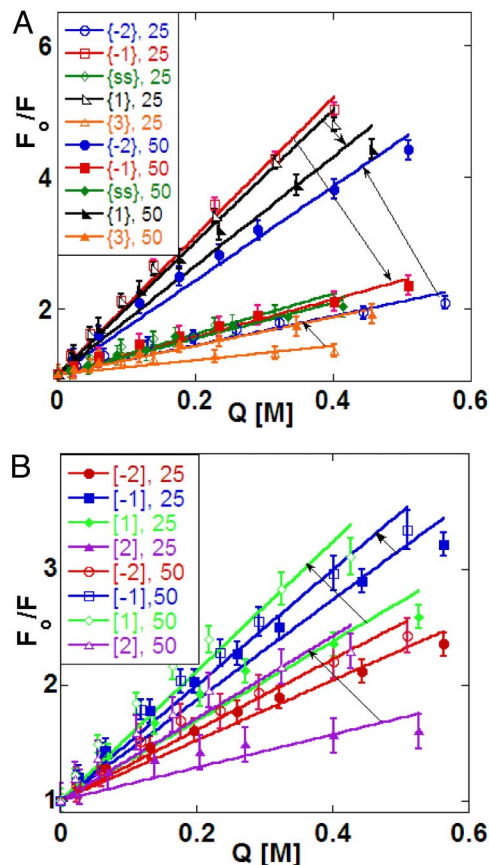 A
F₀/F
6
4
2
{-2}, 25
{-1}, 25
{ss}, 25
{1}, 25
{3}, 25
{-2}, 50
{-1}, 50
{ss}, 50
{1}, 50
{3}, 50
0 0.2 0.4 0.6
Q [M]
B
F₀/F
3
2
1
[-2], 25
[-1], 25
[1], 25
[2], 25
[-2], 50
[-1],50
[1], 50
[2], 50
0 0.2 0.4 0.6
Q [M]